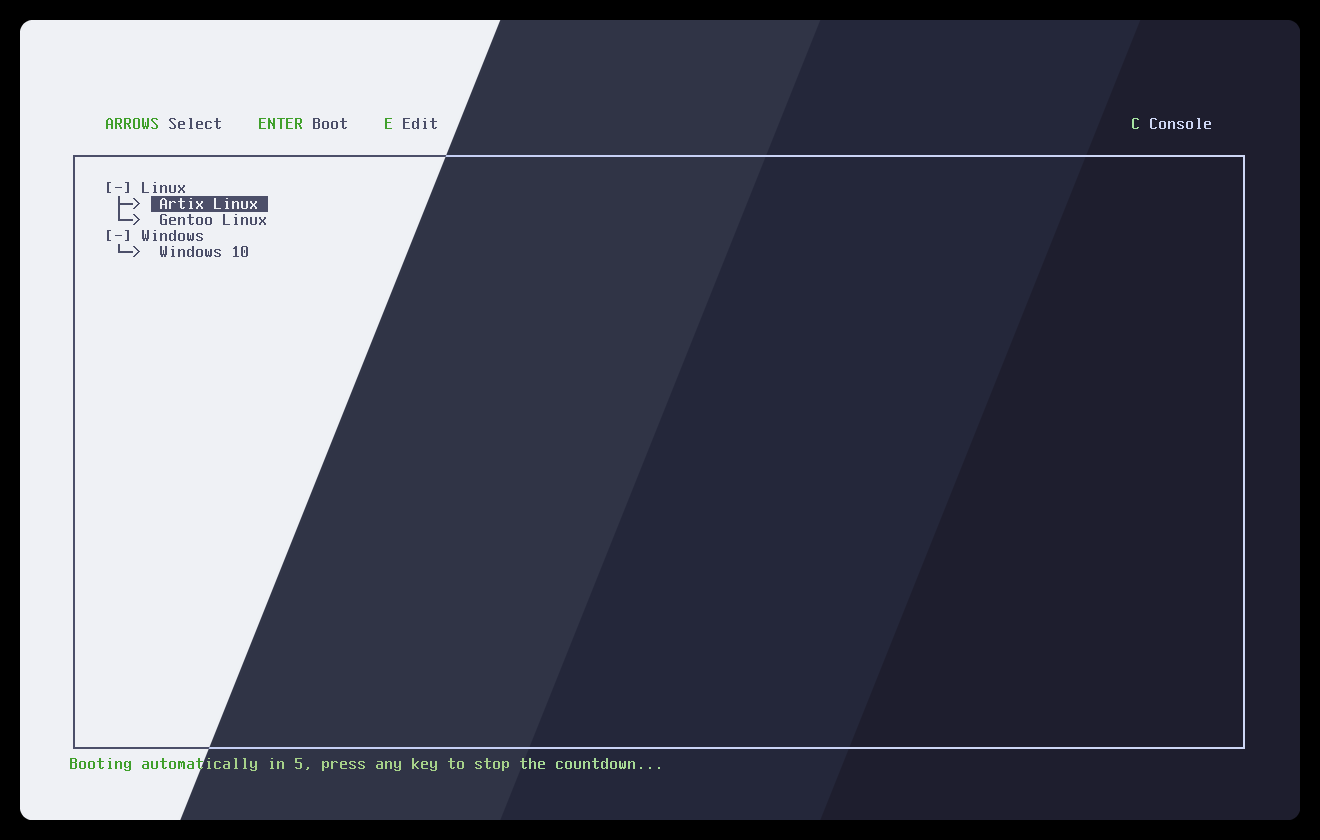 ARROWS Select    ENTER Boot    E Edit    C Console
[-] Linux
├─> Artix Linux
└─> Gentoo Linux
[-] Windows
└─> Windows 10
Booting automatically in 5, press any key to stop the countdown...